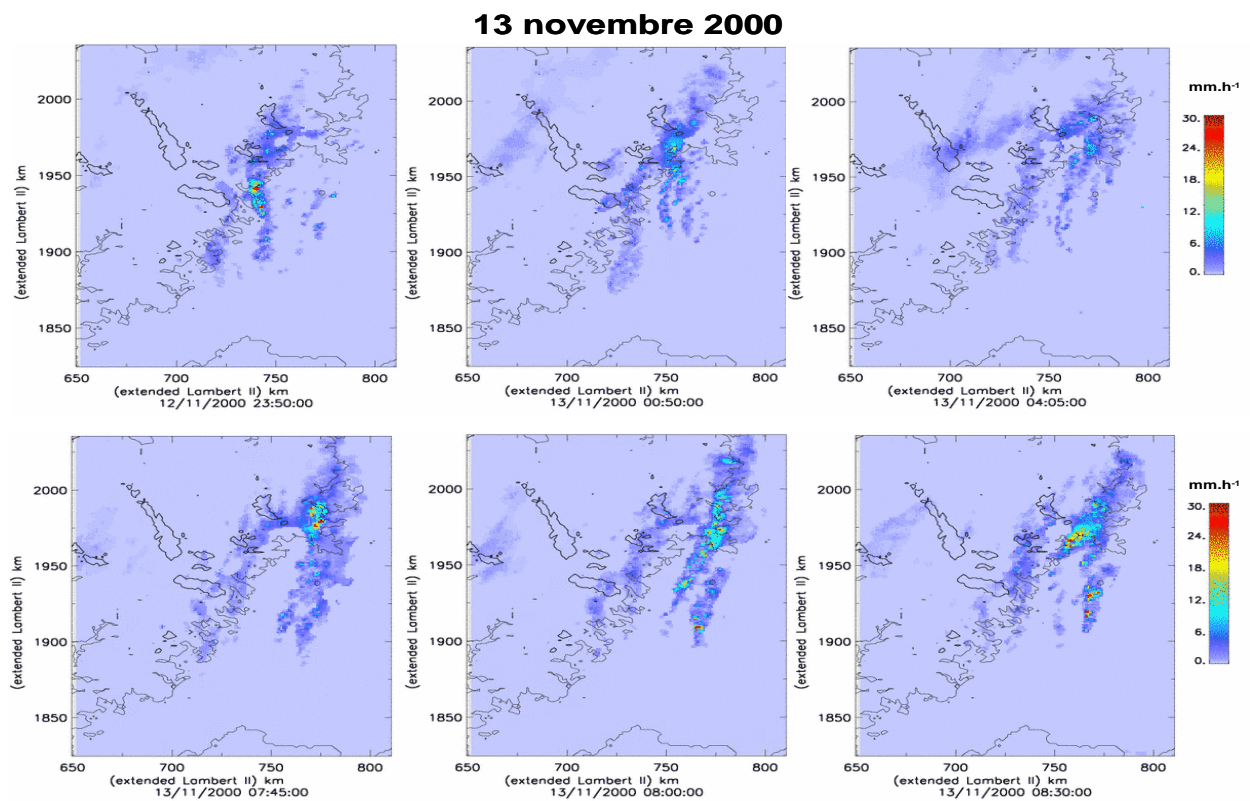 13 novembre 2000
mm.h⁻¹
2000
1950
1900
1850
(extended Lambert II) km
650 700 750 800
(extended Lambert II) km
12/11/2000 23:50:00
2000
1950
1900
1850
(extended Lambert II) km
650 700 750 800
(extended Lambert II) km
13/11/2000 00:50:00
2000
1950
1900
1850
(extended Lambert II) km
650 700 750 800
(extended Lambert II) km
13/11/2000 04:05:00
30.
24.
18.
12.
6.
0.
2000
1950
1900
1850
(extended Lambert II) km
650 700 750 800
(extended Lambert II) km
13/11/2000 07:45:00
2000
1950
1900
1850
(extended Lambert II) km
650 700 750 800
(extended Lambert II) km
13/11/2000 08:00:00
2000
1950
1900
1850
(extended Lambert II) km
650 700 750 800
(extended Lambert II) km
13/11/2000 08:30:00
mm.h⁻¹
30.
24.
18.
12.
6.
0.